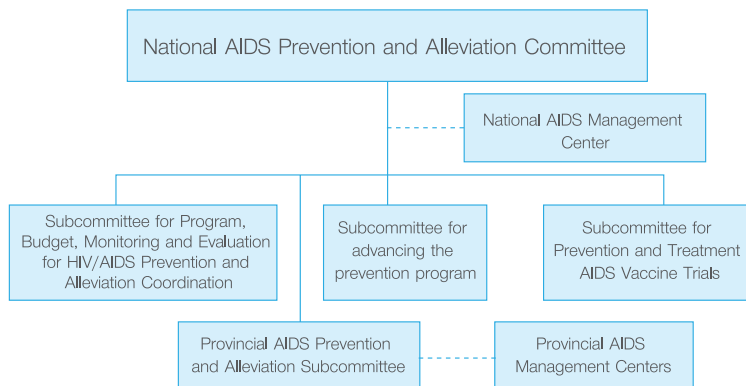 National AIDS Prevention and Alleviation Committee
National AIDS Management
Center
Subcommittee for Program,
Budget, Monitoring and Evaluation
for HIV/AIDS Prevention and
Alleviation Coordination
Subcommittee for
advancing the
prevention program
Subcommittee for
Prevention and Treatment
AIDS Vaccine Trials
Provincial AIDS Prevention
and Alleviation Subcommittee
Provincial AIDS
Management Centers